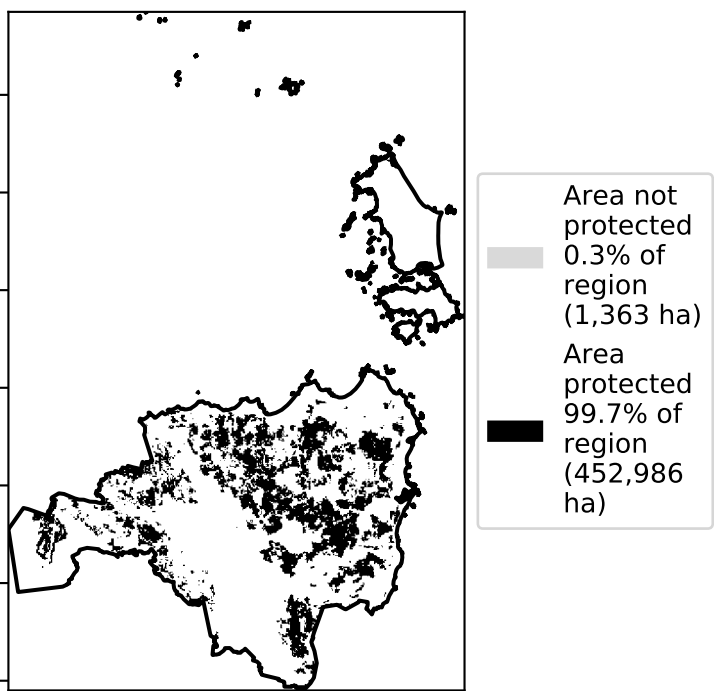 Area not
protected
0.3% of
region
(1,363 ha)
Area
protected
99.7% of
region
(452,986
ha)